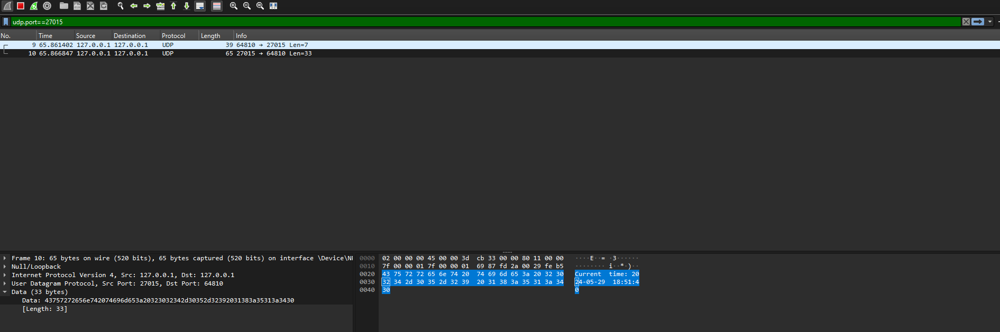 udp.port==27015
No. Time Source Destination Protocol Length Info
9 65.861402 127.0.0.1 127.0.0.1 UDP 39 64810 → 27015 Len=7
10 65.866847 127.0.0.1 127.0.0.1 UDP 65 27015 → 64810 Len=33
Frame 10: 65 bytes on wire (520 bits), 65 bytes captured (520 bits) on interface \Device\N
Null/Loopback
Internet Protocol Version 4, Src: 127.0.0.1, Dst: 127.0.0.1
User Datagram Protocol, Src Port: 27015, Dst Port: 64810
Data (33 bytes)
Data: 43757272656e742074696d653a20323032342d30352d32392031383a35313a3430
[Length: 33]
0000 02 00 00 00 45 00 00 3d cb 33 00 00 80 11 00 00 ····E··= ·3······
0010 7f 00 00 01 7f 00 00 01 69 87 fd 2a 00 29 fe b5 ········ i··*·)··
0020 43 75 72 72 65 6e 74 20 74 69 6d 65 3a 20 32 30 Current time: 20
0030 32 34 2d 30 35 2d 32 39 20 31 38 3a 35 31 3a 34 24-05-29 18:51:4
0040 30 0